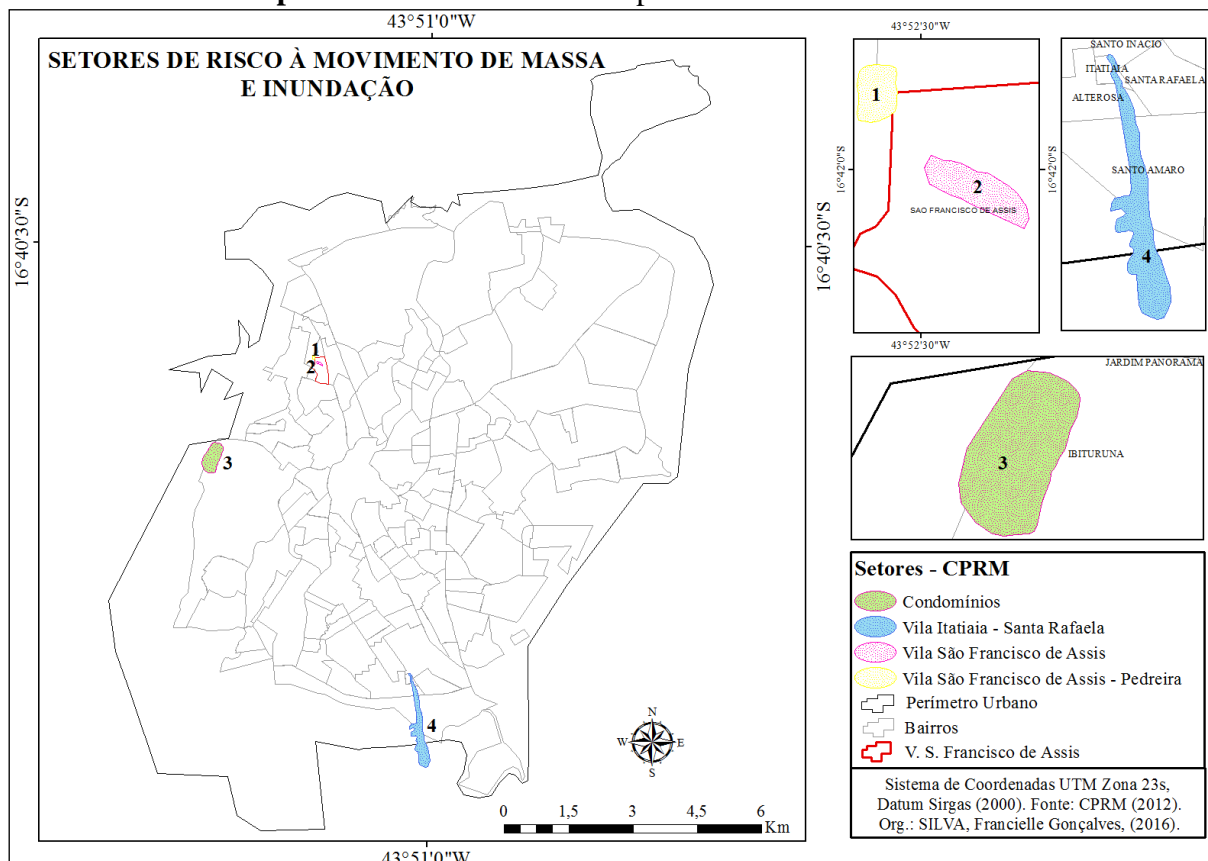 43°51'0"W
SETORES DE RISCO À MOVIMENTO DE MASSA
E INUNDAÇÃO
16°40'30"S
16°40'30"S
1
2
3
4
N
W
E
S
0 1,5 3 4,5 6
Km
43°51'0"W
43°52'30"W
1
2
SAO FRANCISCO DE ASSIS
16°42'0"S
16°42'0"S
43°52'30"W
SANTO INACIO
ITATIAIA
SANTA RAFAELA
ALTEROSA
SANTO AMARO
4
JARDIM PANORAMA
3
IBITURUNA
Setores - CPRM
Condomínios
Vila Itatiaia - Santa Rafaela
Vila São Francisco de Assis
Vila São Francisco de Assis - Pedreira
Perímetro Urbano
Bairros
V. S. Francisco de Assis
Sistema de Coordenadas UTM Zona 23s,
Datum Sirgas (2000). Fonte: CPRM (2012).
Org.: SILVA, Francielle Gonçalves, (2016).